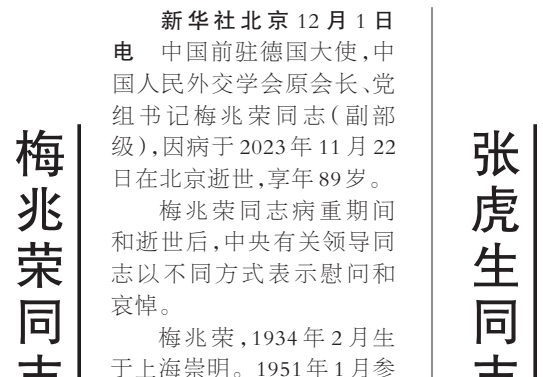 梅兆荣同志
新华社北京12月1日
电 中国前驻德国大使,中
国人民外交学会原会长、党
组书记梅兆荣同志(副部
级),因病于2023年11月22
日在北京逝世,享年89岁。
梅兆荣同志病重期间
和逝世后,中央有关领导同
志以不同方式表示慰问和
哀悼。
梅兆荣,1934年2月生
于上海崇明。1951年1月参
张虎生同志